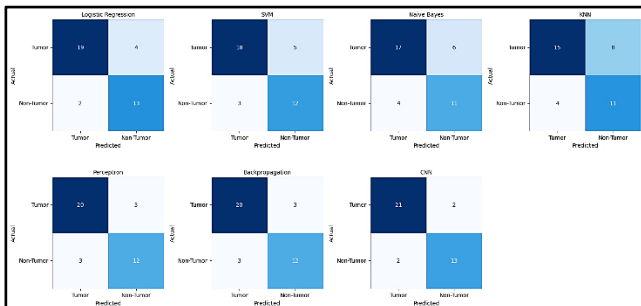 Logistic Regression
Tumor
19
4
Non-Tumor
2
13
Tumor
Non-Tumor
Predicted
Actual
SVM
Tumor
18
5
Non-Tumor
3
12
Tumor
Non-Tumor
Predicted
Actual
Naive Bayes
Tumor
17
6
Non-Tumor
4
11
Tumor
Non-Tumor
Predicted
Actual
KNN
Tumor
15
8
Non-Tumor
4
11
Tumor
Non-Tumor
Predicted
Actual
Perceptron
Tumor
20
3
Non-Tumor
3
12
Tumor
Non-Tumor
Predicted
Actual
Backpropagation
Tumor
20
3
Non-Tumor
3
12
Tumor
Non-Tumor
Predicted
Actual
CNN
Tumor
21
2
Non-Tumor
2
13
Tumor
Non-Tumor
Predicted
Actual